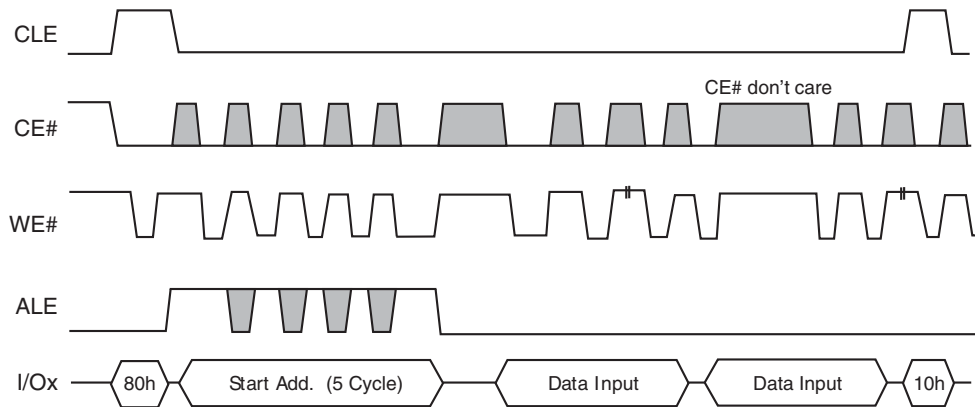 CLE
CE# don't care
CE#
WE#
ALE
I/Ox 80h Start Add. (5 Cycle) Data Input Data Input 10h